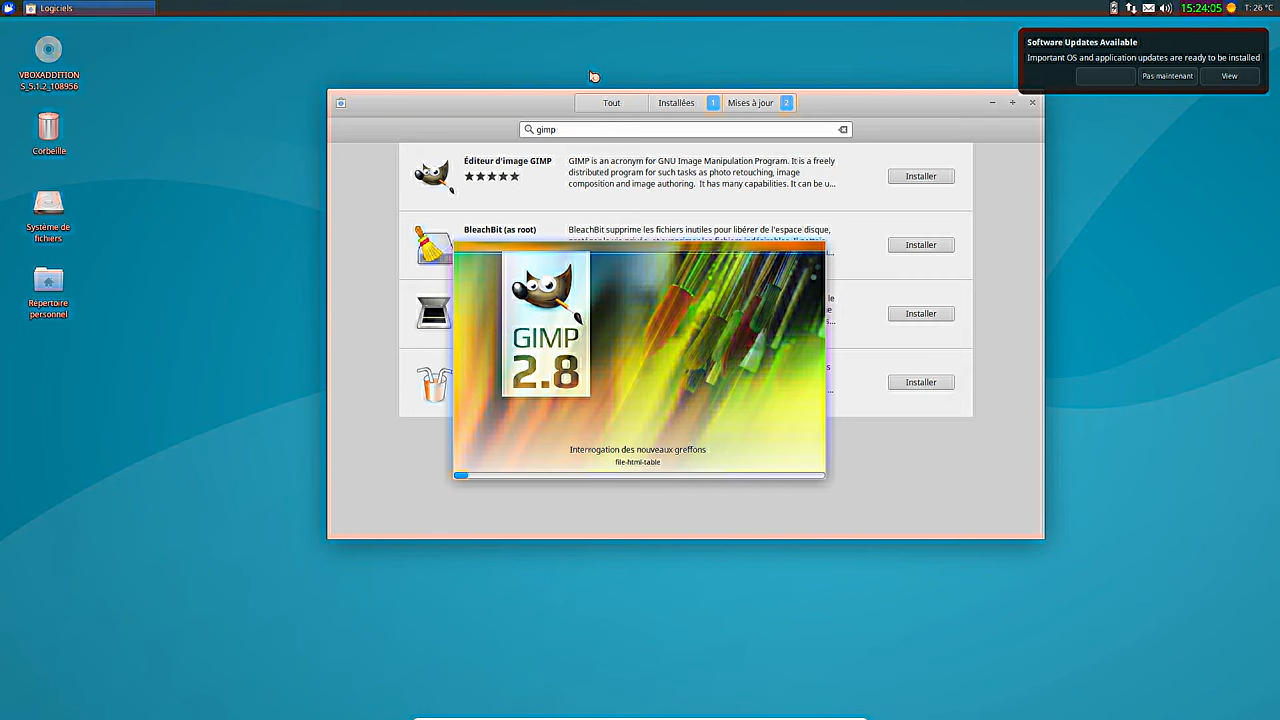 Logiciels
15:24:05
T: 26 °C
VBOXADDITION
S_5.1.2_108956
Corbeille
Système de
fichiers
Répertoire
personnel
Software Updates Available
Important OS and application updates are ready to be installed
Pas maintenant
View
Tout
Installées
1
Mises à jour
2
gimp
Éditeur d'image GIMP
GIMP is an acronym for GNU Image Manipulation Program. It is a freely
distributed program for such tasks as photo retouching, image
composition and image authoring. It has many capabilities. It can be u...
Installer
BleachBit (as root)
BleachBit supprime les fichiers inutiles pour libérer de l'espace disque,
Installer
le
Installer
Installer
GIMP
2.8
Interrogation des nouveaux greffons
file-html-table